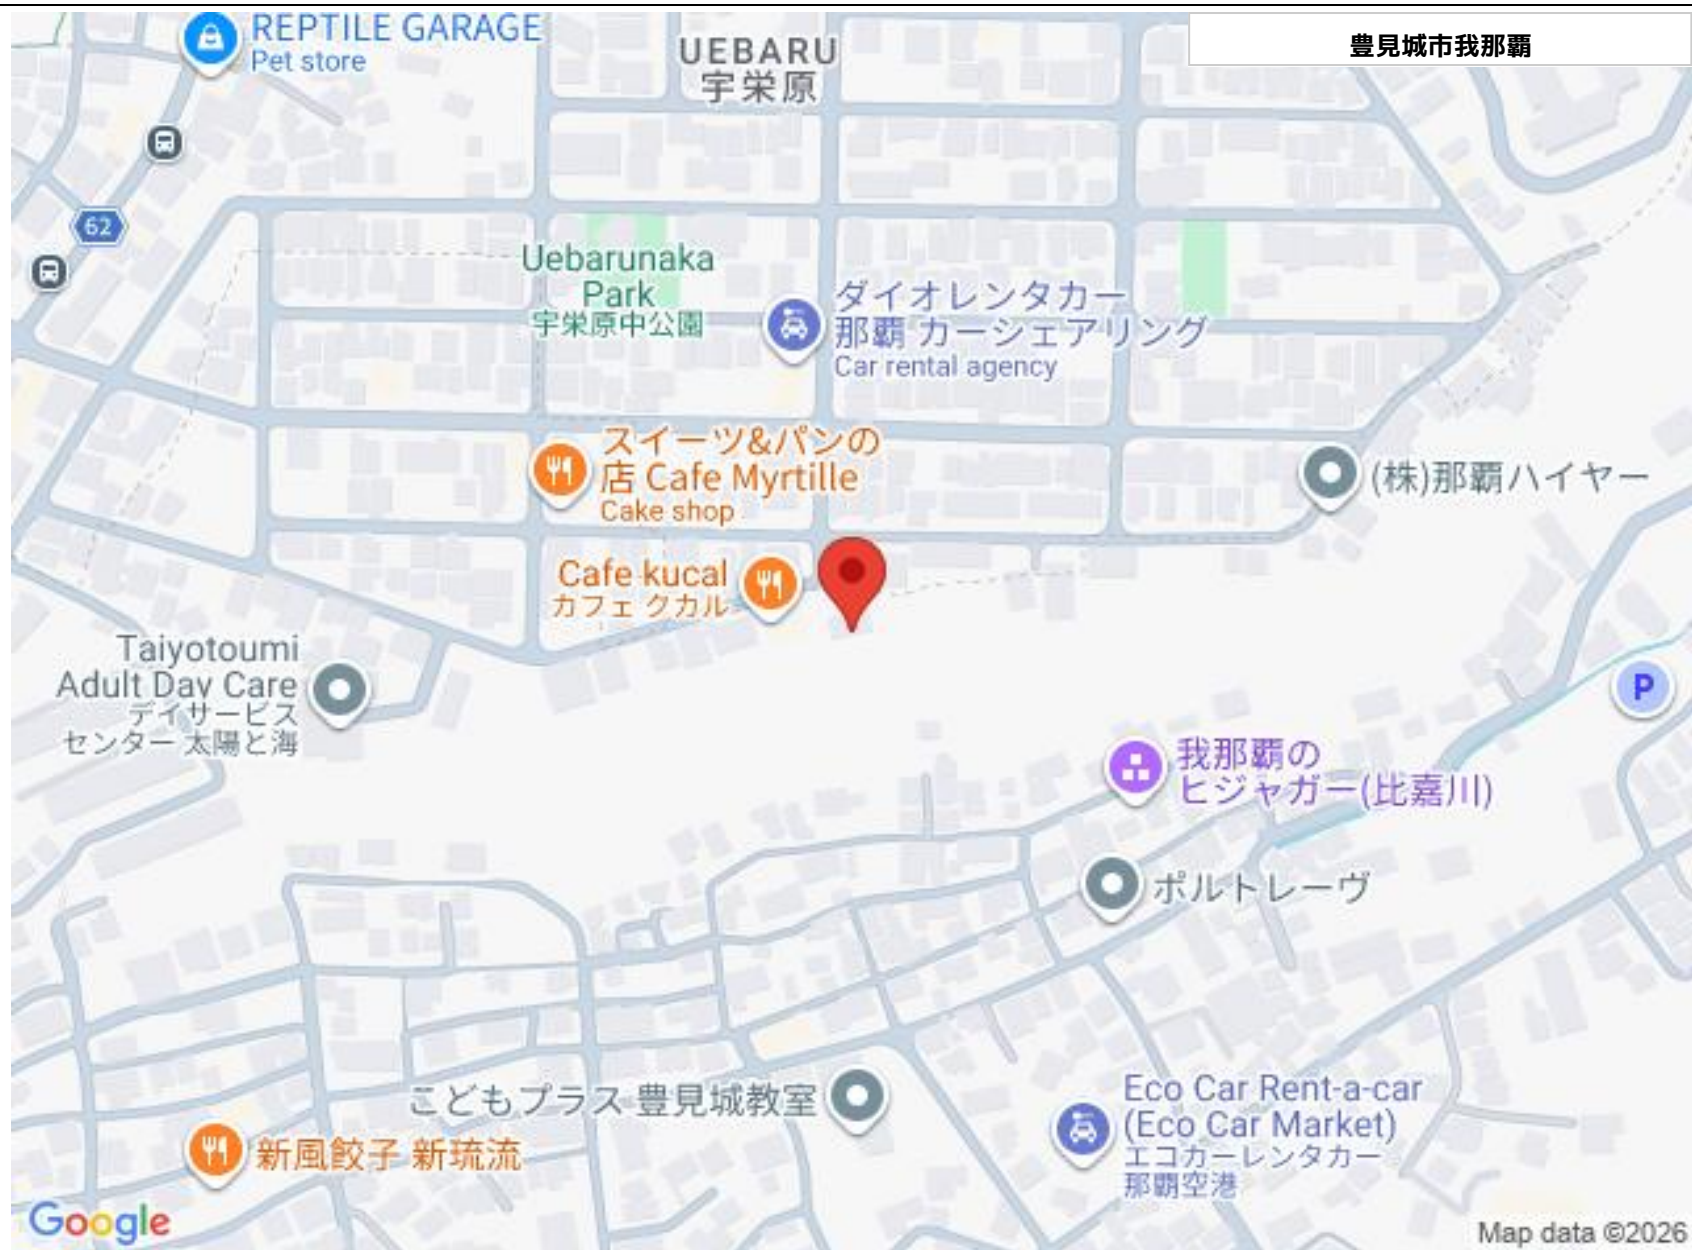 REPTILE GARAGE
Pet store
UEBARU
宇栄原
豊見城市我那覇
62
Uebarunaka
Park
宇栄原中公園
ダイオレンタカー
那覇 カーシェアリング
Car rental agency
スイーツ&パンの
店 Cafe Myrtille
Cake shop
(株)那覇ハイヤー
Cafe kucal
カフェ クカル
Taiyotoumi
Adult Day Care
デイサービス
センター 太陽と海
P
我那覇の
ヒジャガー(比嘉川)
ポルトレーヴ
こどもプラス 豊見城教室
Eco Car Rent-a-car
(Eco Car Market)
エコカーレンタカー
那覇空港
新風餃子 新琉流
Google
Map data ©2026